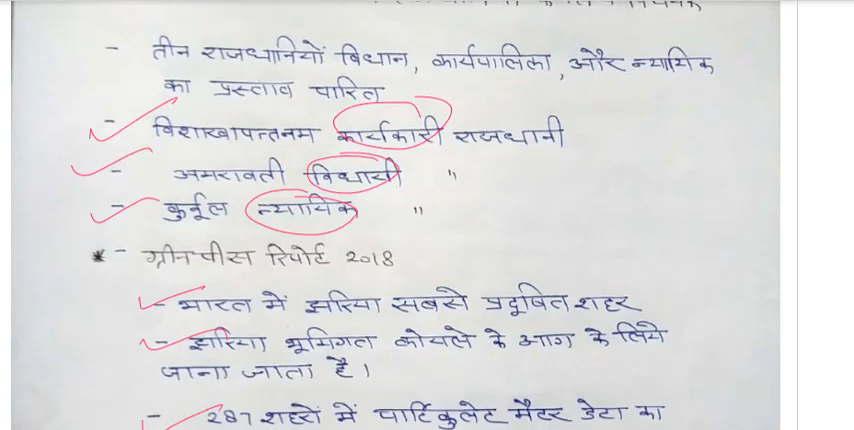 - तीन राजधानियों विधान, कार्यपालिका, और न्यायिक
का प्रस्ताव पारित
- विशाखापत्तनम कार्यकारी राजधानी
- अमरावती विधायी "
- कुर्नूल न्यायिक "
* - ग्रीनपीस रिपोर्ट 2018
- भारत में झरिया सबसे प्रदूषित शहर
- झरिया भूमिगत कोयले के आग के लिये
जाना जाता है।
- 287 शहरों में पार्टिकुलेट मैटर डेटा का